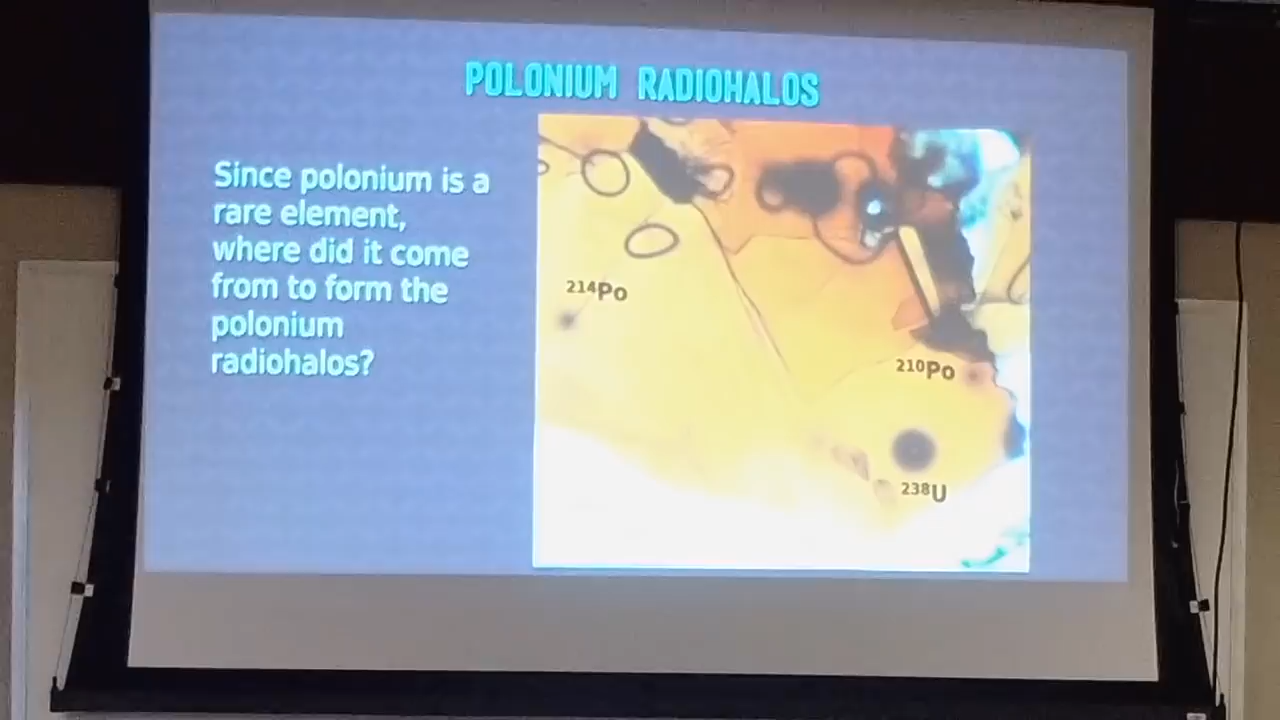 POLONIUM RADIOHALOS
Since polonium is a
rare element,
where did it come
from to form the
polonium
radiohalos?
²¹⁴Po
²¹⁰Po
²³⁸U